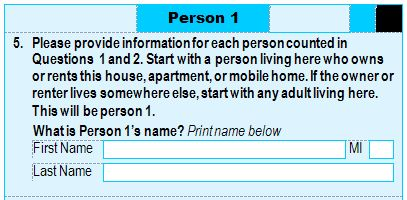 Person 1
5. Please provide information for each person counted in
Questions 1 and 2. Start with a person living here who owns
or rents this house, apartment, or mobile home. If the owner or
renter lives somewhere else, start with any adult living here.
This will be person 1.
What is Person 1's name? Print name below
First Name MI
Last Name